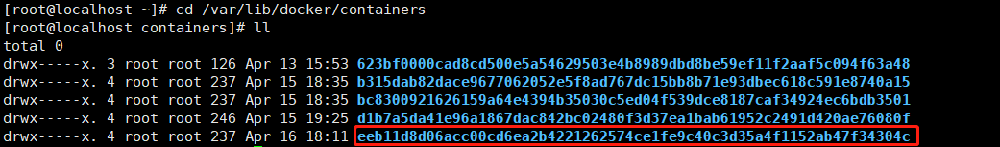 [root@localhost ~]# cd /var/lib/docker/containers
[root@localhost containers]# ll
total 0
drwx-----x. 3 root root 126 Apr 13 15:53 623bf0000cad8cd500e5a54629503e4b8989dbd8be59ef11f2aaf5c094f63a48
drwx-----x. 4 root root 237 Apr 15 18:35 b315dab82dace9677062052e5f8ad767dc15bb8b71e93dbec618c591e8740a15
drwx-----x. 4 root root 237 Apr 15 18:35 bc8300921626159a64e4394b35030c5ed04f539dce8187caf34924ec6bdb3501
drwx-----x. 4 root root 246 Apr 15 19:25 d1b7a5da41e96a1867dac842bc02480f3d37ea1bab61952c2491d420ae76080f
drwx-----x. 4 root root 237 Apr 16 18:11 eeb11d8d06acc00cd6ea2b4221262574ce1fe9c40c3d35a4f1152ab47f34304c